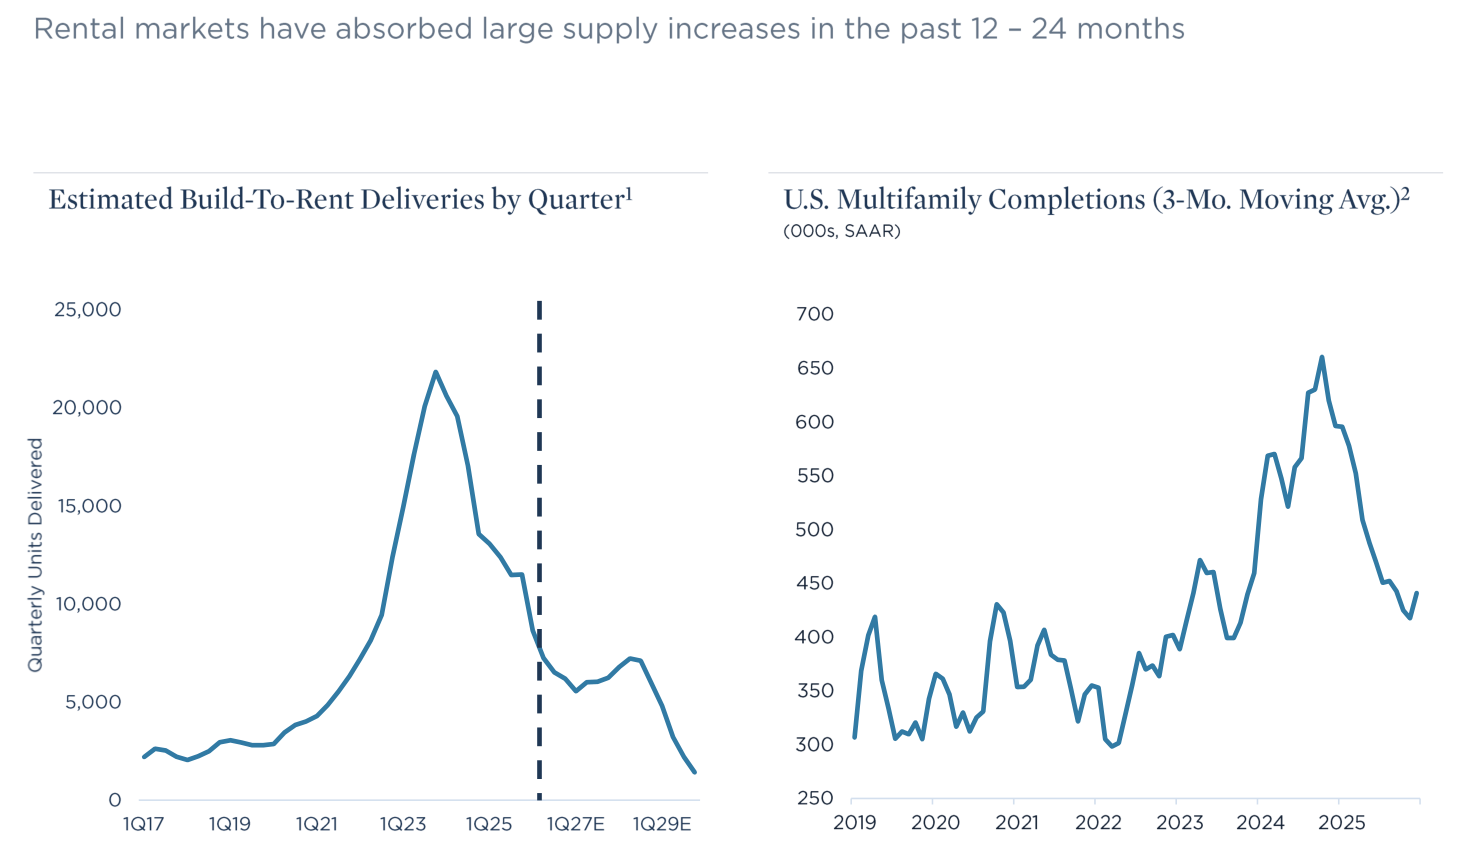 Rental markets have absorbed large supply increases in the past 12 – 24 months
Estimated Build-To-Rent Deliveries by Quarter¹
Quarterly Units Delivered
25,000
20,000
15,000
10,000
5,000
0
1Q17 1Q19 1Q21 1Q23 1Q25 1Q27E 1Q29E
U.S. Multifamily Completions (3-Mo. Moving Avg.)²
(000s, SAAR)
700
650
600
550
500
450
400
350
300
250
2019 2020 2021 2022 2023 2024 2025